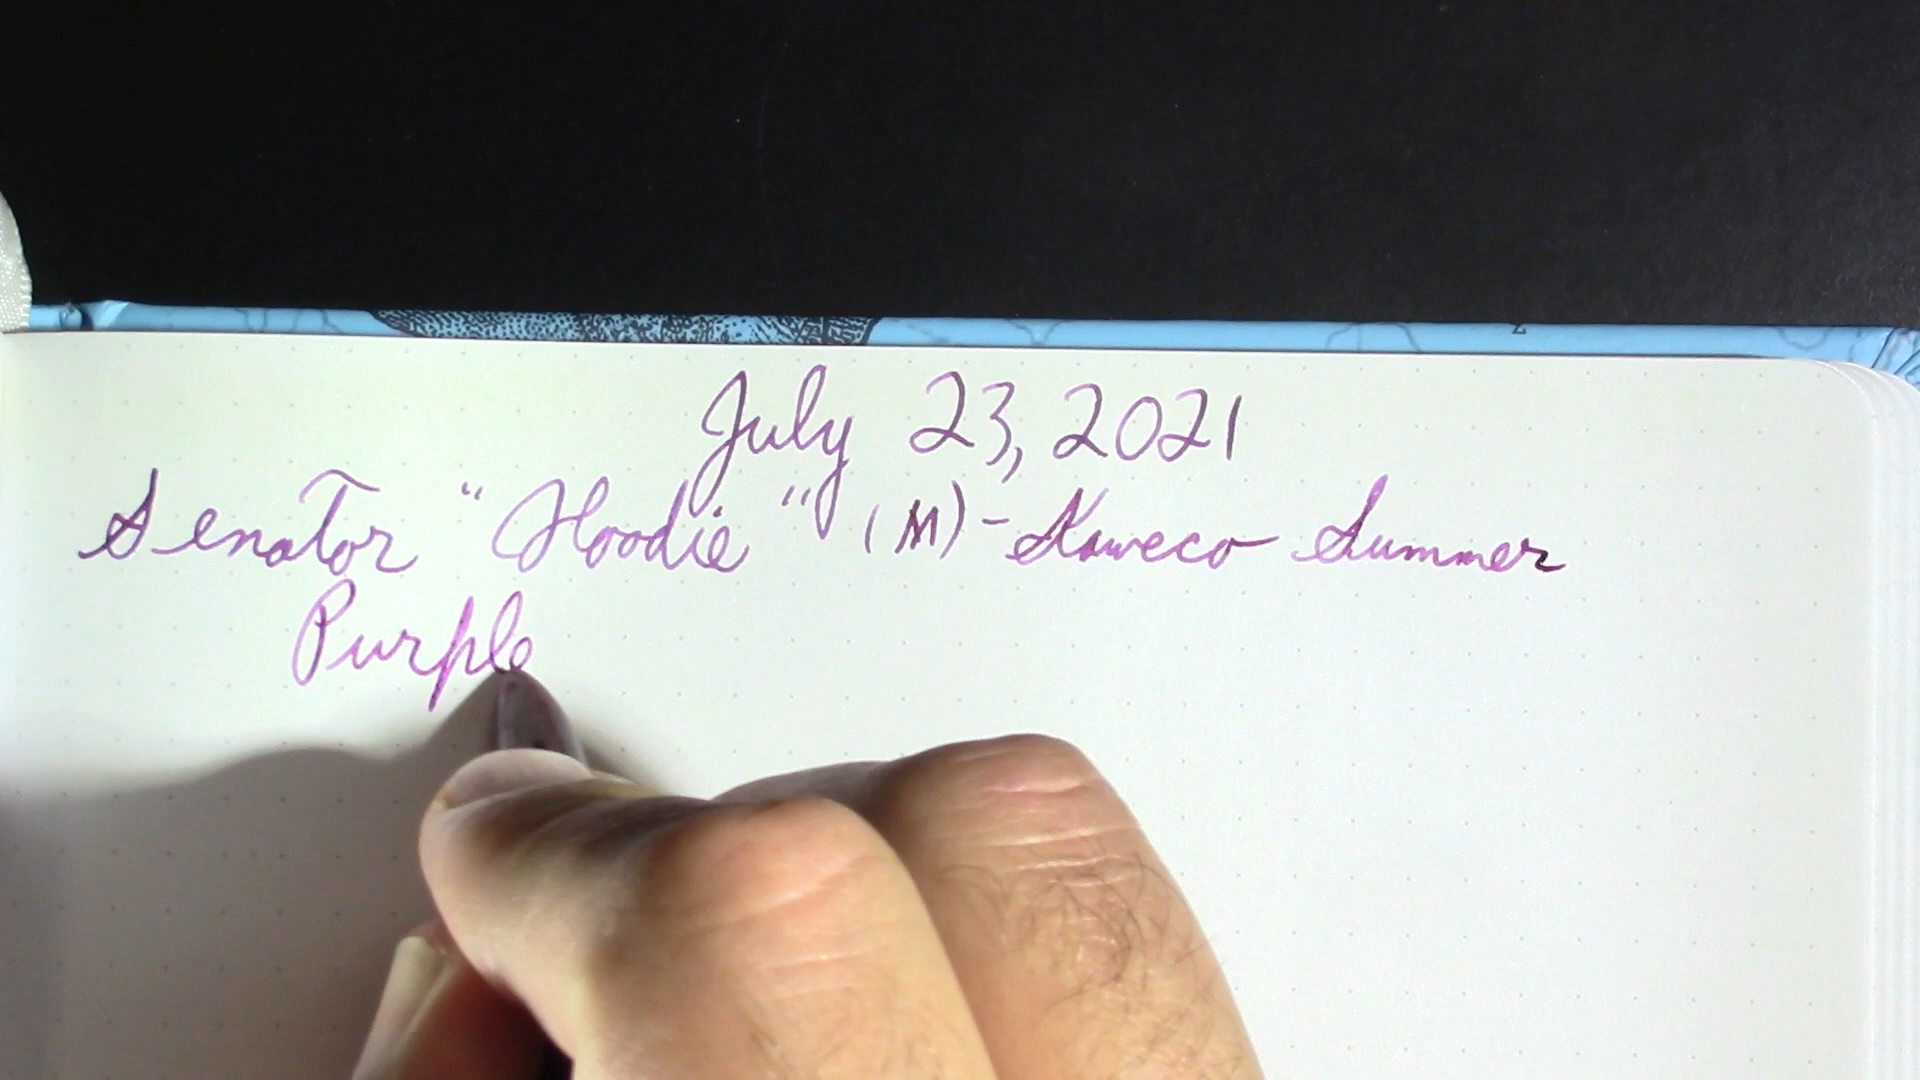 July 23, 2021
Senator "Hoodie" (M) - Kaweco Summer
Purple